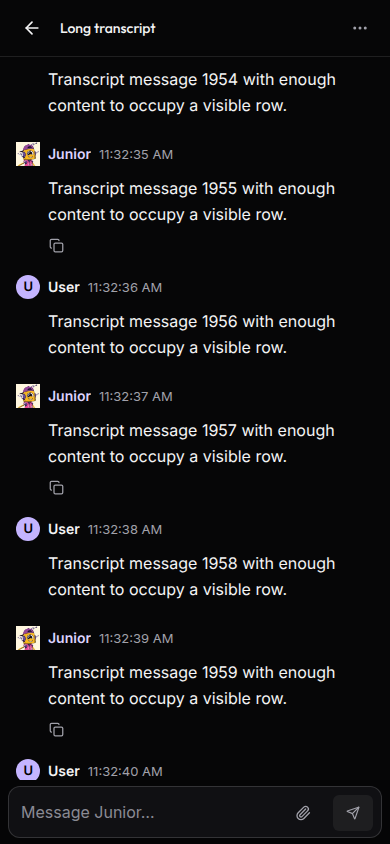 Long transcript
Transcript message 1954 with enough
content to occupy a visible row.
Junior 11:32:35 AM
Transcript message 1955 with enough
content to occupy a visible row.
U User 11:32:36 AM
Transcript message 1956 with enough
content to occupy a visible row.
Junior 11:32:37 AM
Transcript message 1957 with enough
content to occupy a visible row.
U User 11:32:38 AM
Transcript message 1958 with enough
content to occupy a visible row.
Junior 11:32:39 AM
Transcript message 1959 with enough
content to occupy a visible row.
U User 11:32:40 AM
Message Junior...